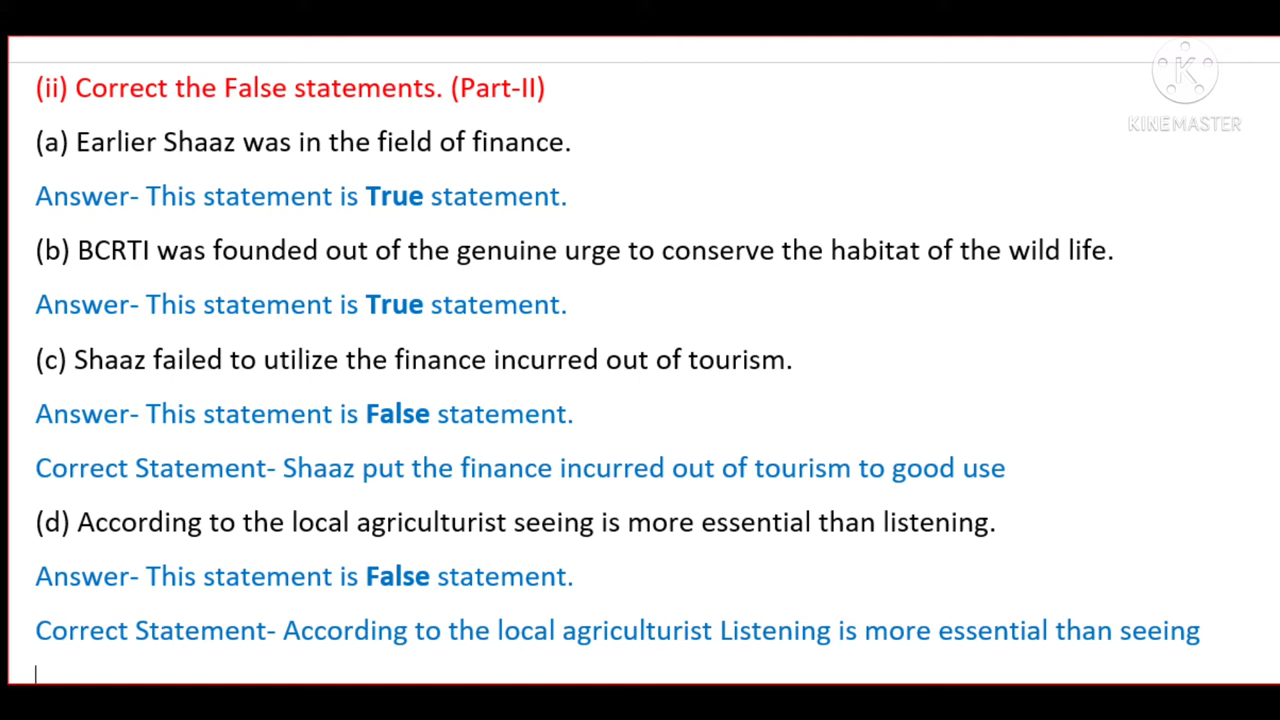 (ii) Correct the False statements. (Part-II)
KINEMASTER
(a) Earlier Shaaz was in the field of finance.
Answer- This statement is True statement.
(b) BCRTI was founded out of the genuine urge to conserve the habitat of the wild life.
Answer- This statement is True statement.
(c) Shaaz failed to utilize the finance incurred out of tourism.
Answer- This statement is False statement.
Correct Statement- Shaaz put the finance incurred out of tourism to good use
(d) According to the local agriculturist seeing is more essential than listening.
Answer- This statement is False statement.
Correct Statement- According to the local agriculturist Listening is more essential than seeing